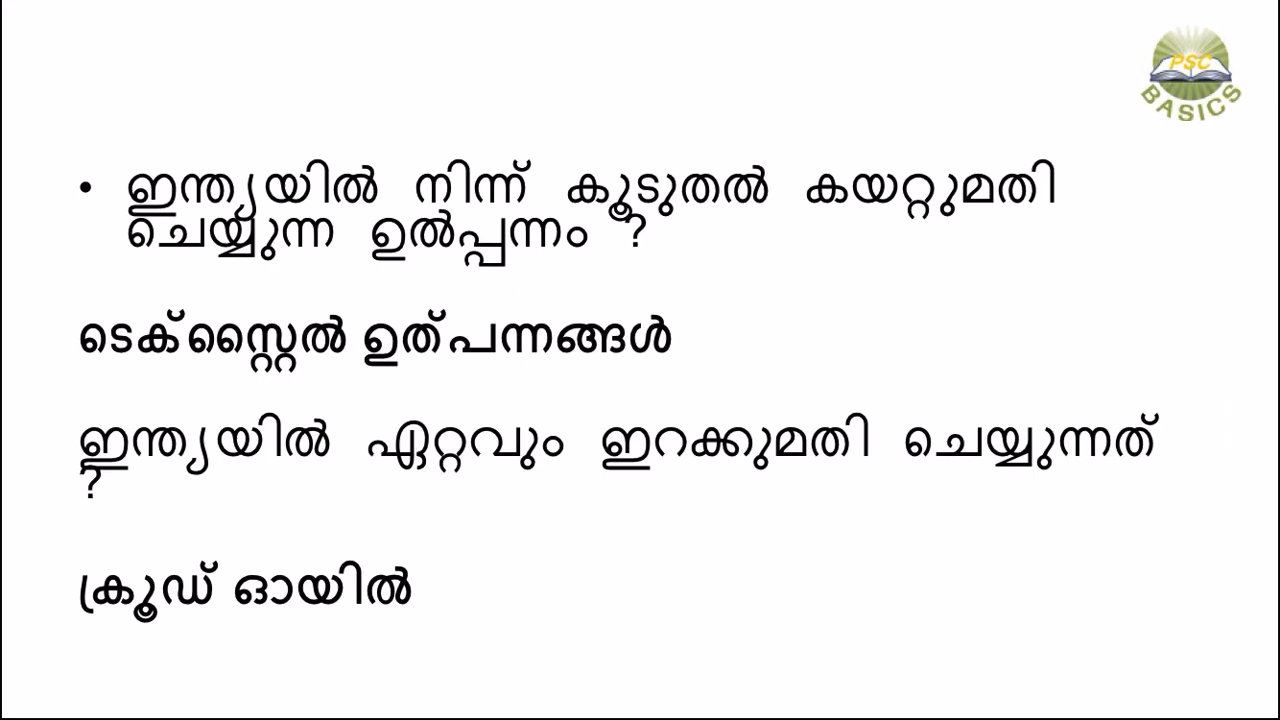 PSC
BASICS
• ഇന്ത്യയിൽ നിന്ന് കൂടുതൽ കയറ്റുമതി
ചെയ്യുന്ന ഉൽപ്പന്നം ?
ടെക്സ്റ്റൈൽ ഉത്പന്നങ്ങൾ
ഇന്ത്യയിൽ ഏറ്റവും ഇറക്കുമതി ചെയ്യുന്നത്
?
ക്രൂഡ് ഓയിൽ